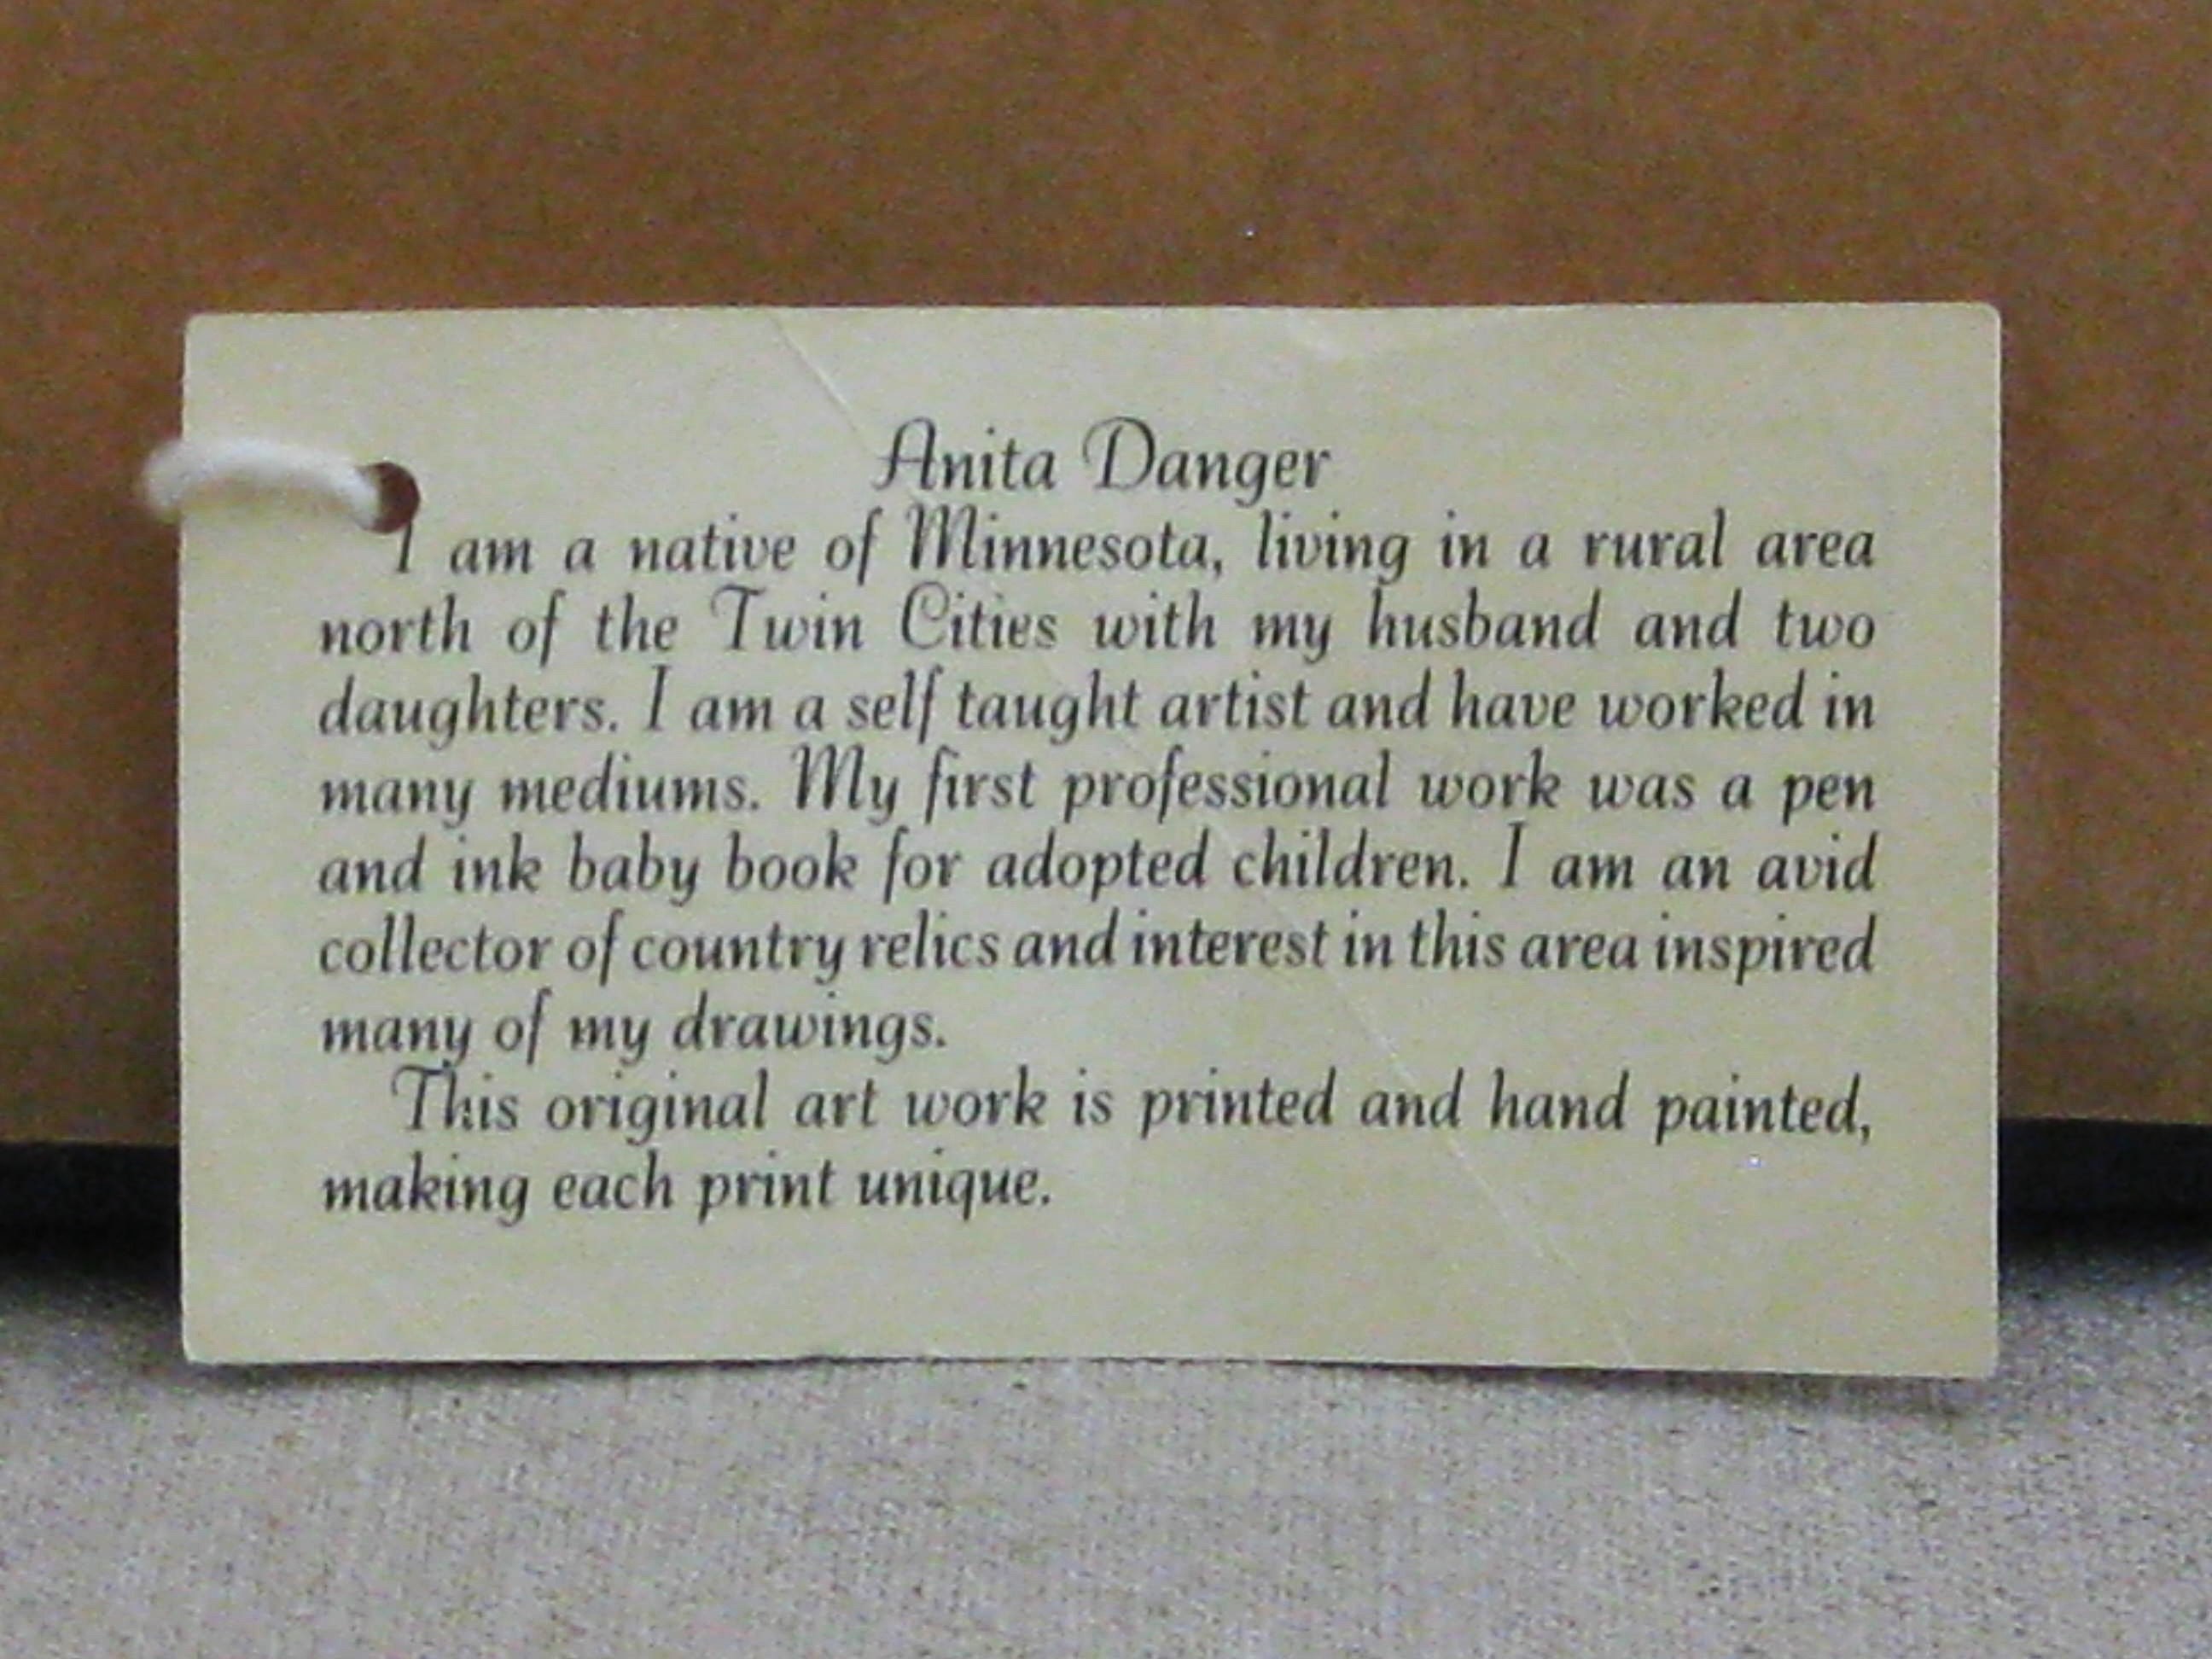 Anita Danger
I am a native of Minnesota, living in a rural area
north of the Twin Cities with my husband and two
daughters. I am a self taught artist and have worked in
many mediums. My first professional work was a pen
and ink baby book for adopted children. I am an avid
collector of country relics and interest in this area inspired
many of my drawings.
This original art work is printed and hand painted,
making each print unique.